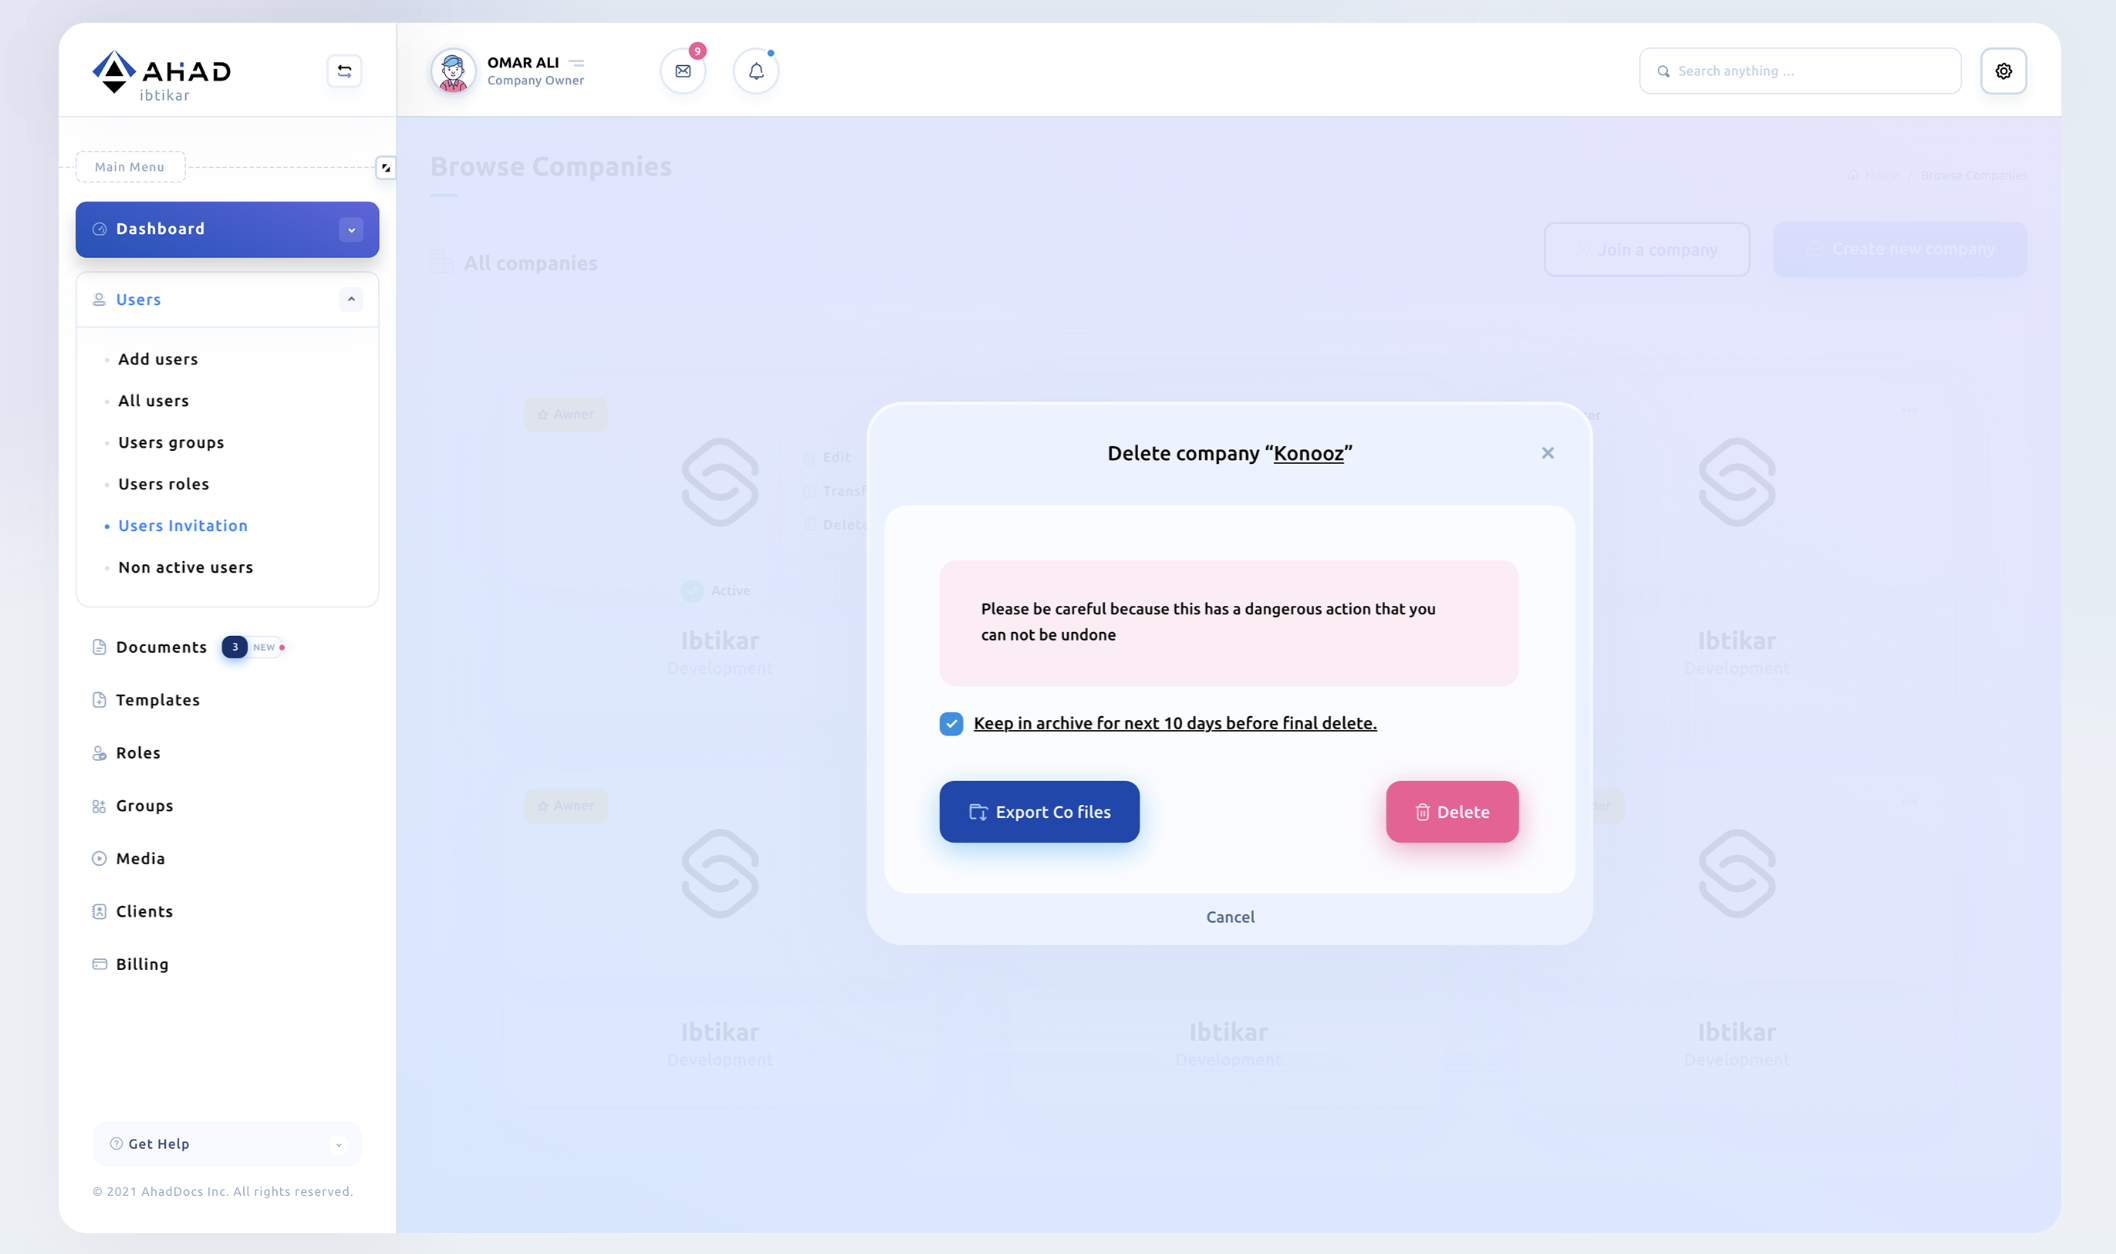 AHAD
ibtikar
OMAR ALI
Company Owner
9
Search anything ...
Main Menu
Dashboard
Users
Add users
All users
Users groups
Users roles
Users Invitation
Non active users
Documents 3 NEW
Templates
Roles
Groups
Media
Clients
Billing
Get Help
© 2021 AhadDocs Inc. All rights reserved.
Browse Companies
Home / Browse Companies
All companies
Join a company
Create new company
Awner
Edit
Transf
Delete
Active
Ibtikar
Development
Ibtikar
Development
Delete company “Konooz”
Please be careful because this has a dangerous action that you
can not be undone
Keep in archive for next 10 days before final delete.
Export Co files
Delete
Cancel
Awner
Ibtikar
Development
Ibtikar
Development
Ibtikar
Development